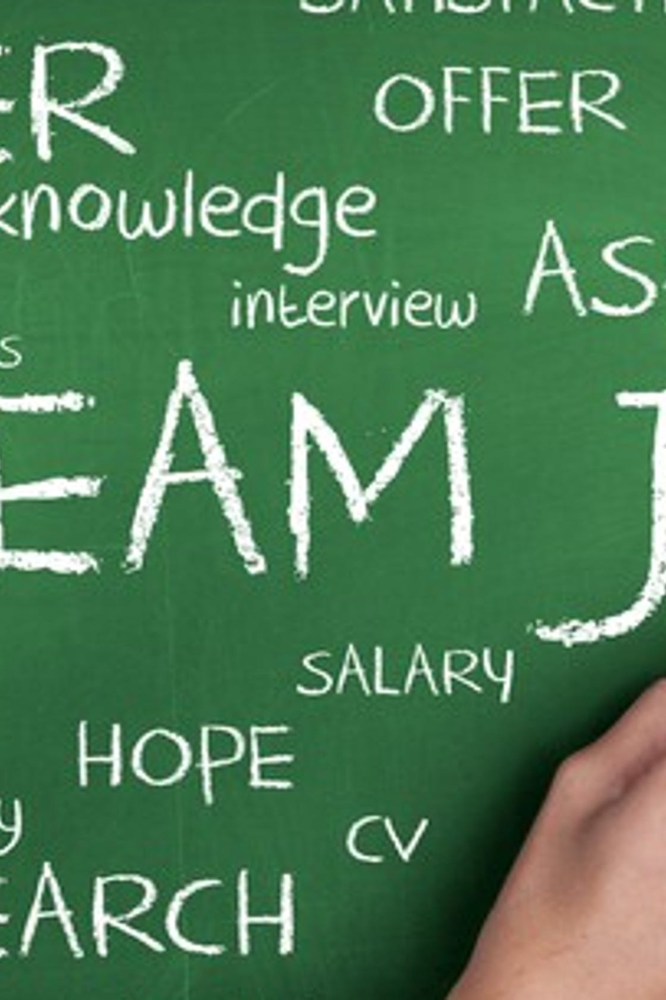 OFFER
knowledge
interview
EAM J
SALARY
HOPE
CV
EARCH